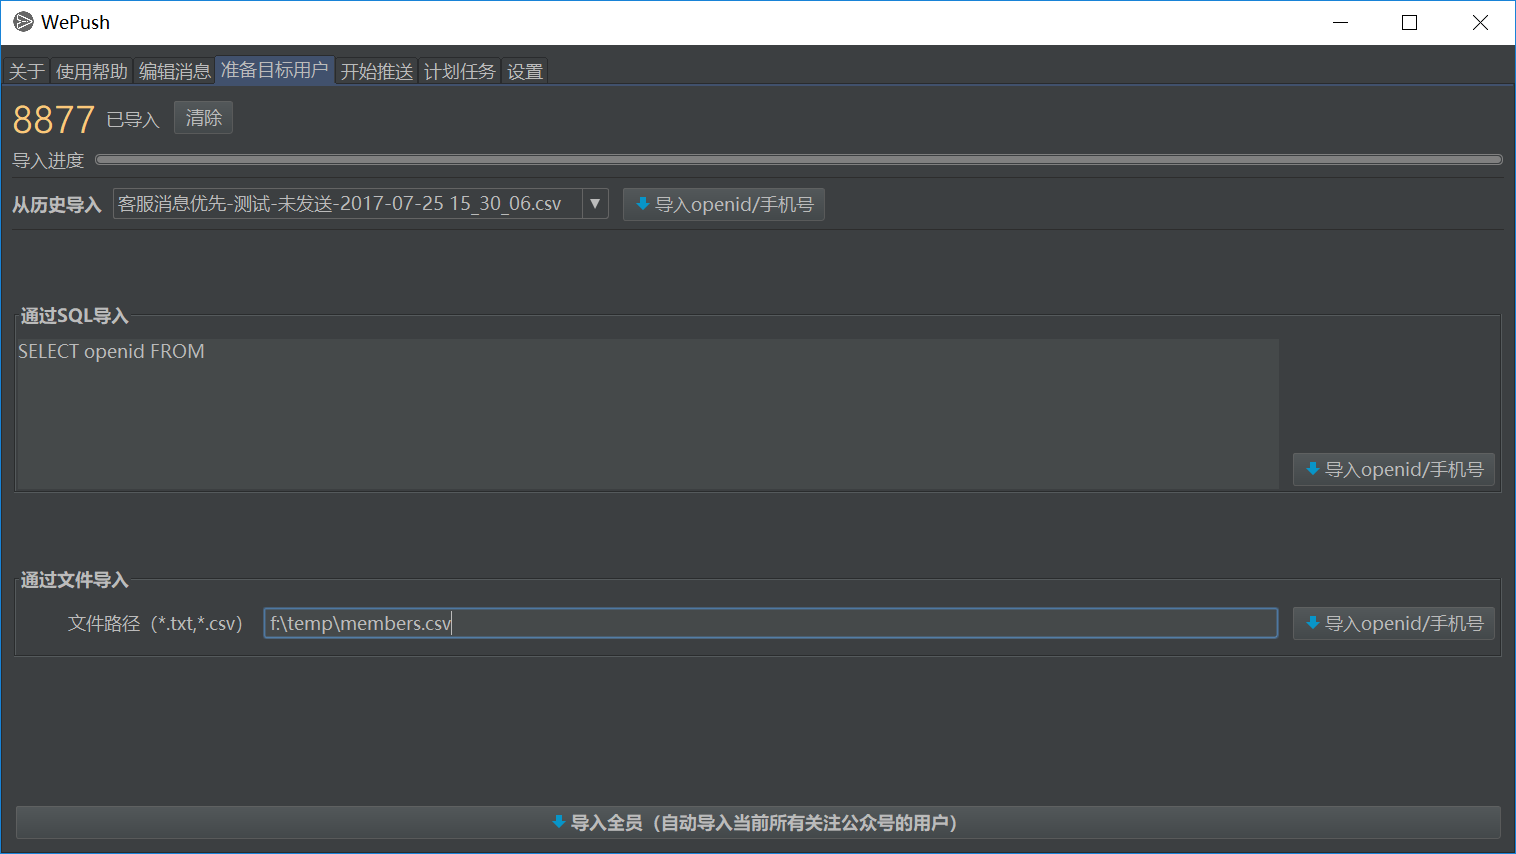 WePush
关于 使用帮助 编辑消息 准备目标用户 开始推送 计划任务 设置
8877 已导入 清除
导入进度
从历史导入 客服消息优先-测试-未发送-2017-07-25 15_30_06.csv 导入openid/手机号
通过SQL导入
SELECT openid FROM
导入openid/手机号
通过文件导入
文件路径（*.txt,*.csv） f:\temp\members.csv 导入openid/手机号
导入全员（自动导入当前所有关注公众号的用户）